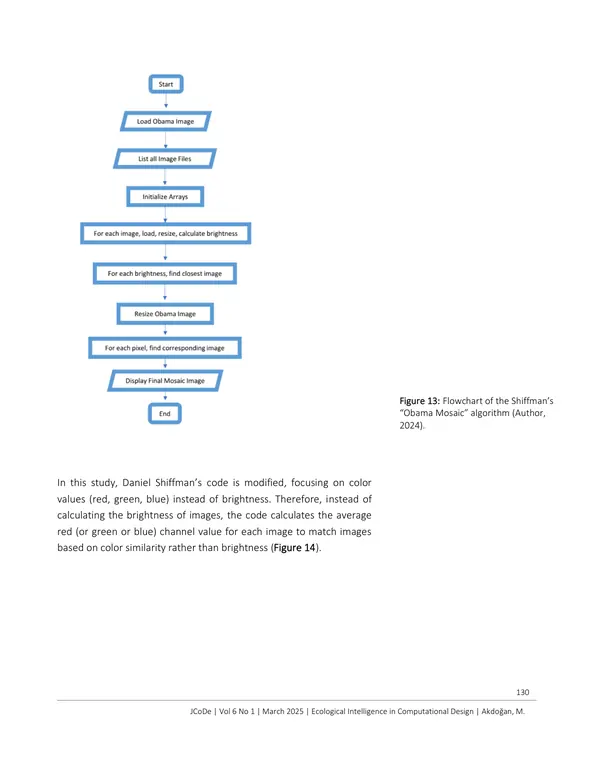 Start
Load Obama Image
List all Image Files
Initialize Arrays
For each image, load, resize, calculate brightness
For each brightness, find closest image
Resize Obama Image
For each pixel, find corresponding image
Display Final Mosaic Image
End
Figure 13: Flowchart of the Shiffman’s
“Obama Mosaic” algorithm (Author,
2024).
In this study, Daniel Shiffman’s code is modified, focusing on color
values (red, green, blue) instead of brightness. Therefore, instead of
calculating the brightness of images, the code calculates the average
red (or green or blue) channel value for each image to match images
based on color similarity rather than brightness (Figure 14).
130
JCoDe | Vol 6 No 1 | March 2025 | Ecological Intelligence in Computational Design | Akdoğan, M.